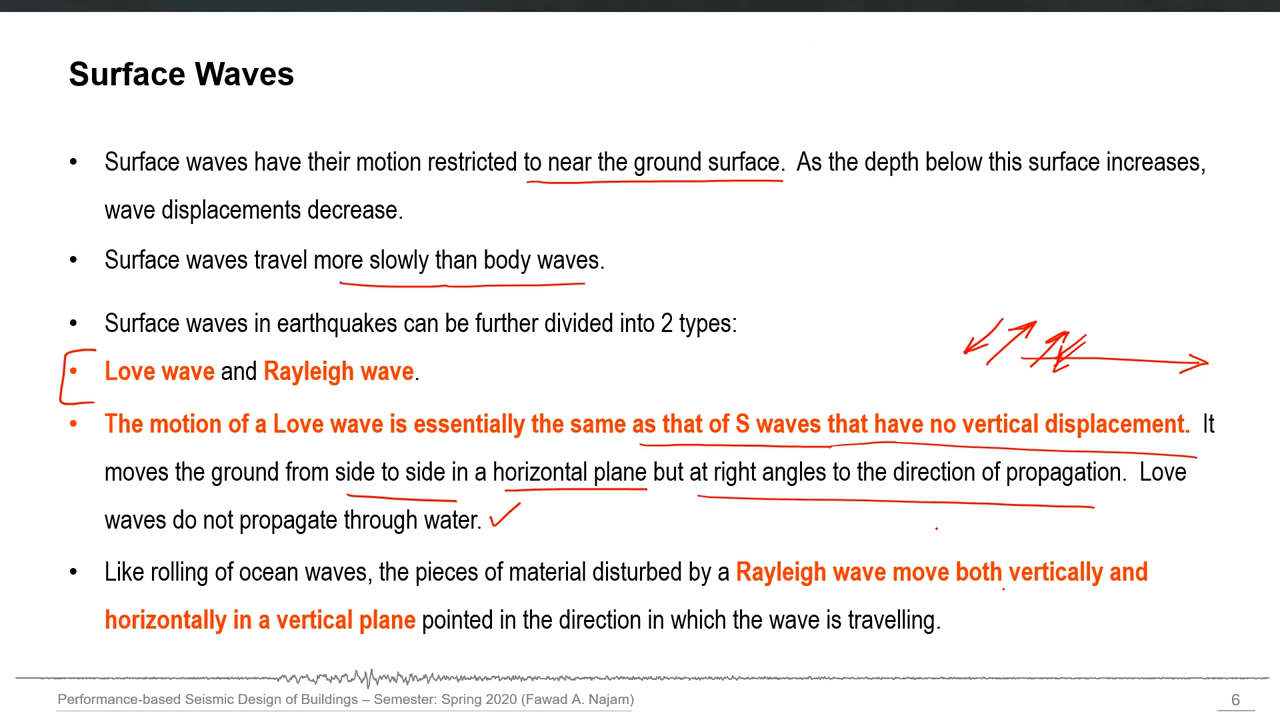 Surface Waves
• Surface waves have their motion restricted to near the ground surface. As the depth below this surface increases,
wave displacements decrease.
• Surface waves travel more slowly than body waves.
• Surface waves in earthquakes can be further divided into 2 types:
• Love wave and Rayleigh wave.
• The motion of a Love wave is essentially the same as that of S waves that have no vertical displacement. It
moves the ground from side to side in a horizontal plane but at right angles to the direction of propagation. Love
waves do not propagate through water.
• Like rolling of ocean waves, the pieces of material disturbed by a Rayleigh wave move both vertically and
horizontally in a vertical plane pointed in the direction in which the wave is travelling.
Performance-based Seismic Design of Buildings – Semester: Spring 2020 (Fawad A. Najam)
6